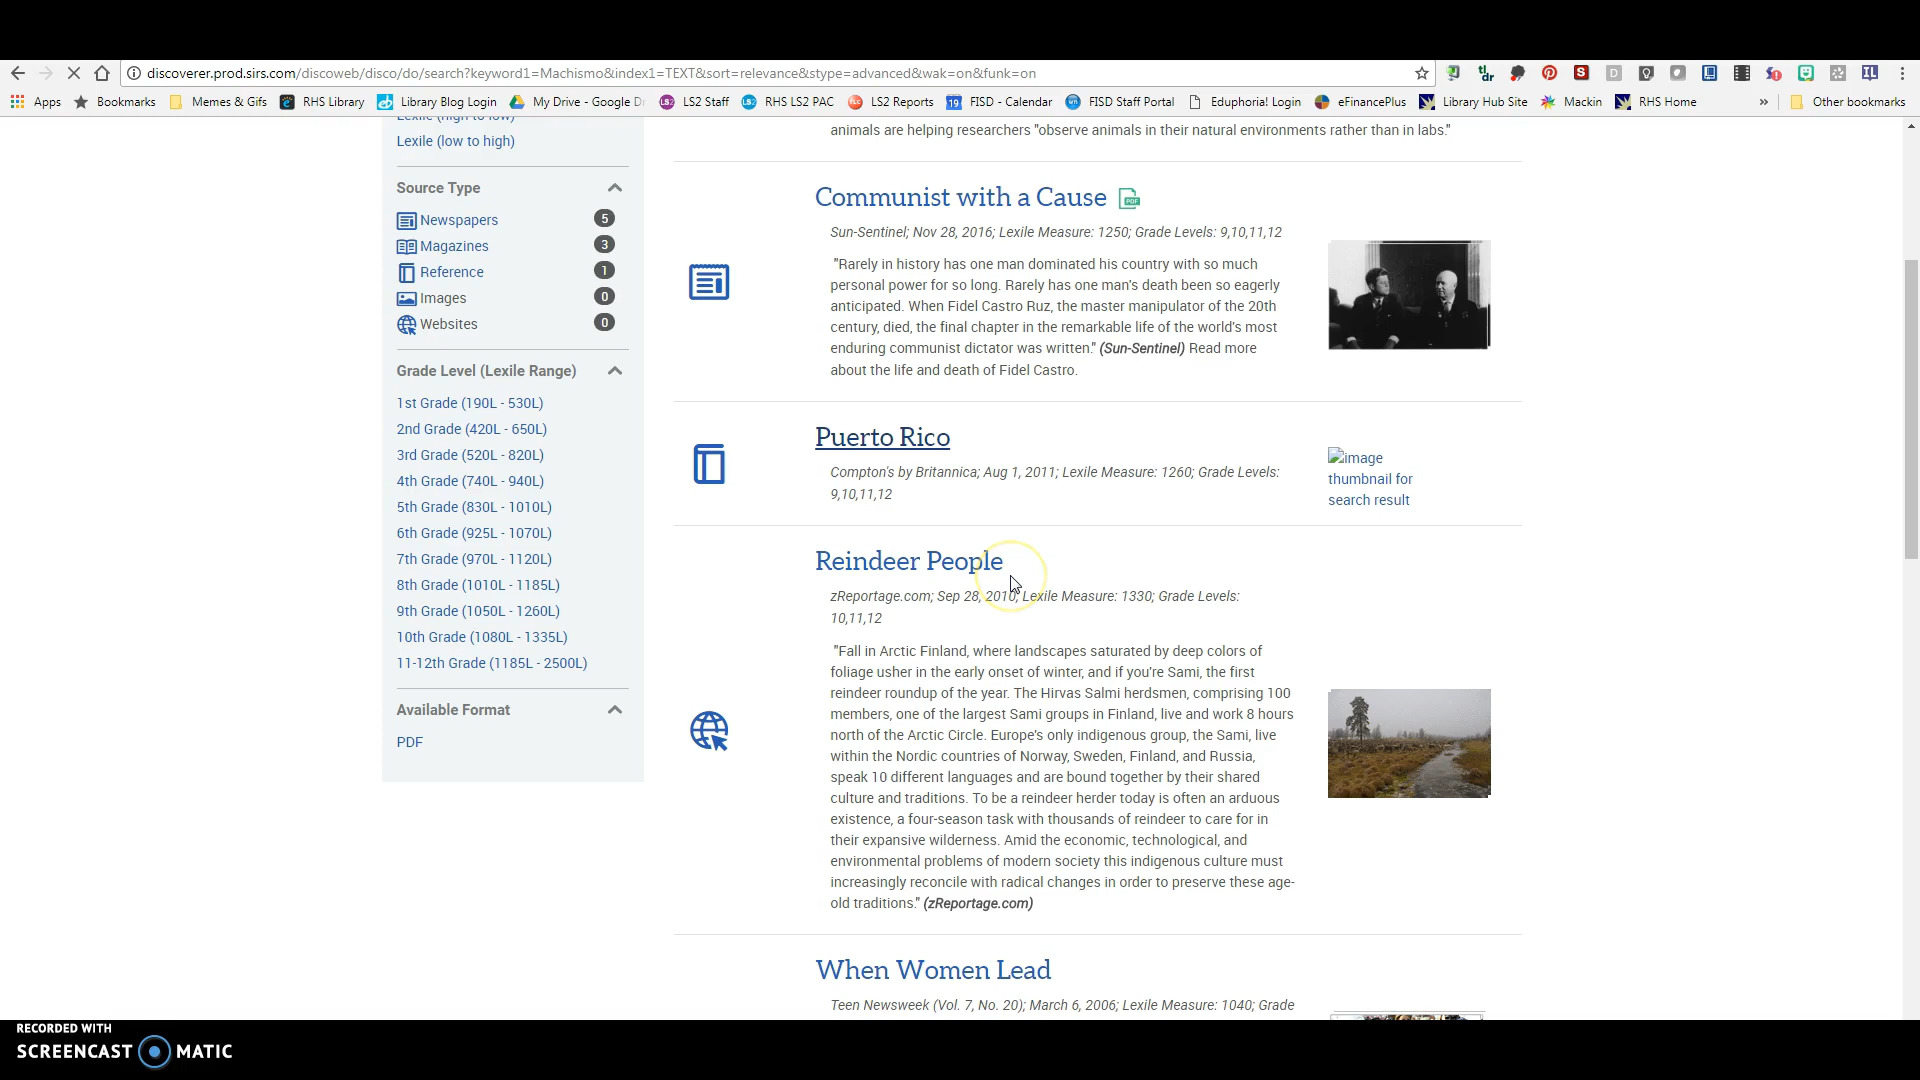 discoverer.prod.sirs.com/discoweb/disco/do/search?keyword1=Machismo&index1=TEXT&sort=relevance&stype=advanced&wak=on&funk=on
Apps Bookmarks Memes & Gifs RHS Library Library Blog Login My Drive - Google Dr LS2 Staff RHS LS2 PAC LS2 Reports FISD - Calendar FISD Staff Portal Eduphoria! Login eFinancePlus Library Hub Site Mackin RHS Home » Other bookmarks
Lexile (high to low)
Lexile (low to high)
Source Type
Newspapers 5
Magazines 3
Reference 1
Images 0
Websites 0
Grade Level (Lexile Range)
1st Grade (190L - 530L)
2nd Grade (420L - 650L)
3rd Grade (520L - 820L)
4th Grade (740L - 940L)
5th Grade (830L - 1010L)
6th Grade (925L - 1070L)
7th Grade (970L - 1120L)
8th Grade (1010L - 1185L)
9th Grade (1050L - 1260L)
10th Grade (1080L - 1335L)
11-12th Grade (1185L - 2500L)
Available Format
PDF
animals are helping researchers "observe animals in their natural environments rather than in labs."
Communist with a Cause PDF
Sun-Sentinel; Nov 28, 2016; Lexile Measure: 1250; Grade Levels: 9,10,11,12
"Rarely in history has one man dominated his country with so much
personal power for so long. Rarely has one man's death been so eagerly
anticipated. When Fidel Castro Ruz, the master manipulator of the 20th
century, died, the final chapter in the remarkable life of the world's most
enduring communist dictator was written." (Sun-Sentinel) Read more
about the life and death of Fidel Castro.
Puerto Rico
Compton's by Britannica; Aug 1, 2011; Lexile Measure: 1260; Grade Levels:
9,10,11,12
image
thumbnail for
search result
Reindeer People
zReportage.com; Sep 28, 2010; Lexile Measure: 1330; Grade Levels:
10,11,12
"Fall in Arctic Finland, where landscapes saturated by deep colors of
foliage usher in the early onset of winter, and if you're Sami, the first
reindeer roundup of the year. The Hirvas Salmi herdsmen, comprising 100
members, one of the largest Sami groups in Finland, live and work 8 hours
north of the Arctic Circle. Europe's only indigenous group, the Sami, live
within the Nordic countries of Norway, Sweden, Finland, and Russia,
speak 10 different languages and are bound together by their shared
culture and traditions. To be a reindeer herder today is often an arduous
existence, a four-season task with thousands of reindeer to care for in
their expansive wilderness. Amid the economic, technological, and
environmental problems of modern society this indigenous culture must
increasingly reconcile with radical changes in order to preserve these age-
old traditions." (zReportage.com)
When Women Lead
Teen Newsweek (Vol. 7, No. 20); March 6, 2006; Lexile Measure: 1040; Grade
RECORDED WITH
SCREENCAST MATIC